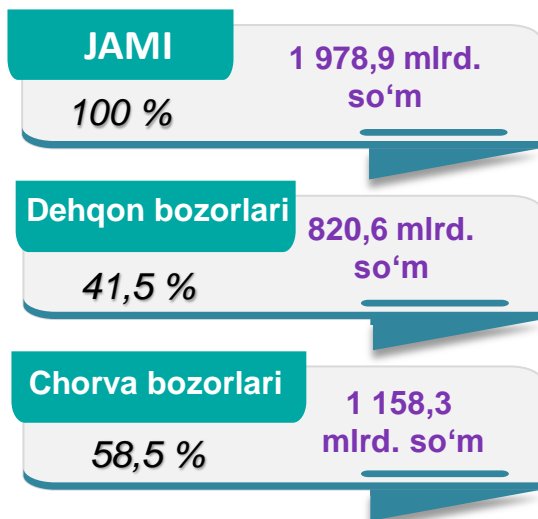 JAMI
1 978,9 mlrd.
so‘m
100 %
Dehqon bozorlari
820,6 mlrd.
so‘m
41,5 %
Chorva bozorlari
1 158,3
mlrd. so‘m
58,5 %